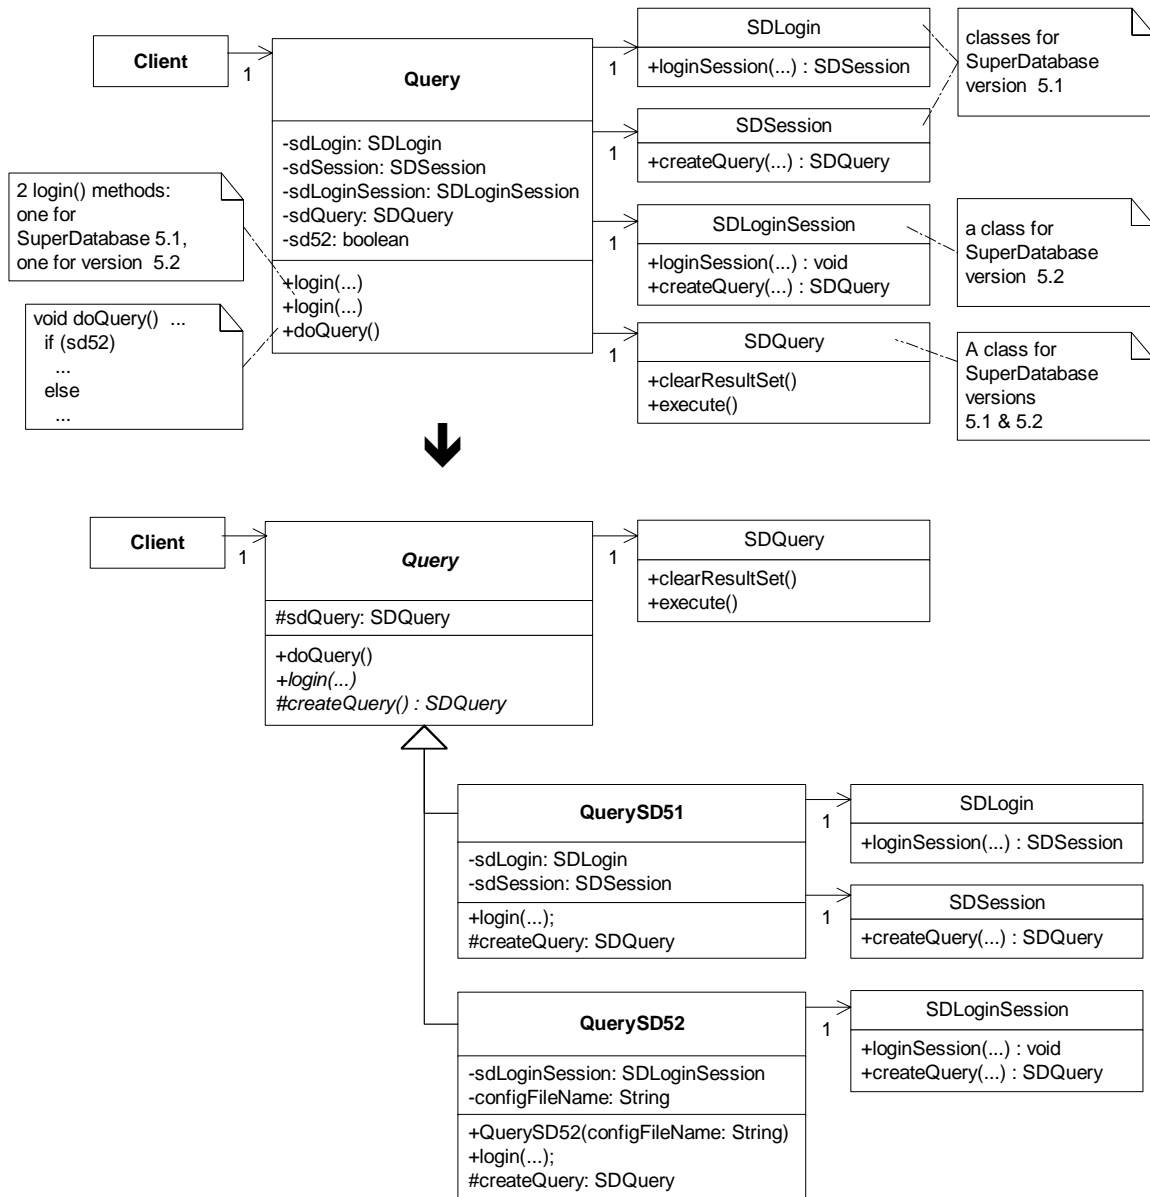 Client
1
Query
-sdLogin: SDLogin
-sdSession: SDSession
-sdLoginSession: SDLoginSession
-sdQuery: SDQuery
-sd52: boolean
+login(...)
+login(...)
+doQuery()
2 login() methods:
one for
SuperDatabase 5.1,
one for version 5.2
void doQuery() ...
if (sd52)
...
else
...
1
SDLogin
+loginSession(...) : SDSession
1
SDSession
+createQuery(...) : SDQuery
1
SDLoginSession
+loginSession(...) : void
+createQuery(...) : SDQuery
1
SDQuery
+clearResultSet()
+execute()
classes for
SuperDatabase
version 5.1
a class for
SuperDatabase
version 5.2
A class for
SuperDatabase
versions
5.1 & 5.2
Client
1
Query
#sdQuery: SDQuery
+doQuery()
+login(...)
#createQuery() : SDQuery
1
SDQuery
+clearResultSet()
+execute()
QuerySD51
-sdLogin: SDLogin
-sdSession: SDSession
+login(...);
#createQuery: SDQuery
1
SDLogin
+loginSession(...) : SDSession
1
SDSession
+createQuery(...) : SDQuery
QuerySD52
-sdLoginSession: SDLoginSession
-configFileName: String
+QuerySD52(configFileName: String)
+login(...);
#createQuery: SDQuery
1
SDLoginSession
+loginSession(...) : void
+createQuery(...) : SDQuery